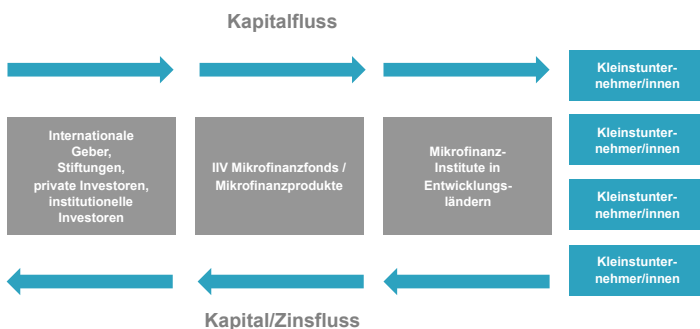 Kapitalfluss
Internationale
Geber,
Stiftungen,
private Investoren,
institutionelle
Investoren
IIV Mikrofinanzfonds /
Mikrofinanzprodukte
Mikrofinanz-
Institute in
Entwicklungs-
ländern
Kleinstunter-
nehmer/innen
Kleinstunter-
nehmer/innen
Kleinstunter-
nehmer/innen
Kleinstunter-
nehmer/innen
Kapital/Zinsfluss